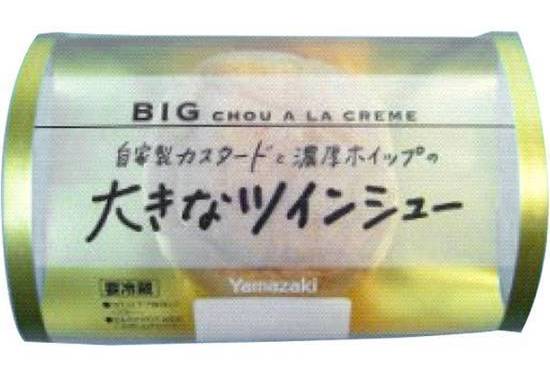 BIG CHOU A LA CREME
自家製カスタードと濃厚ホイップの
大きなツインシュー
Yamazaki
要冷蔵